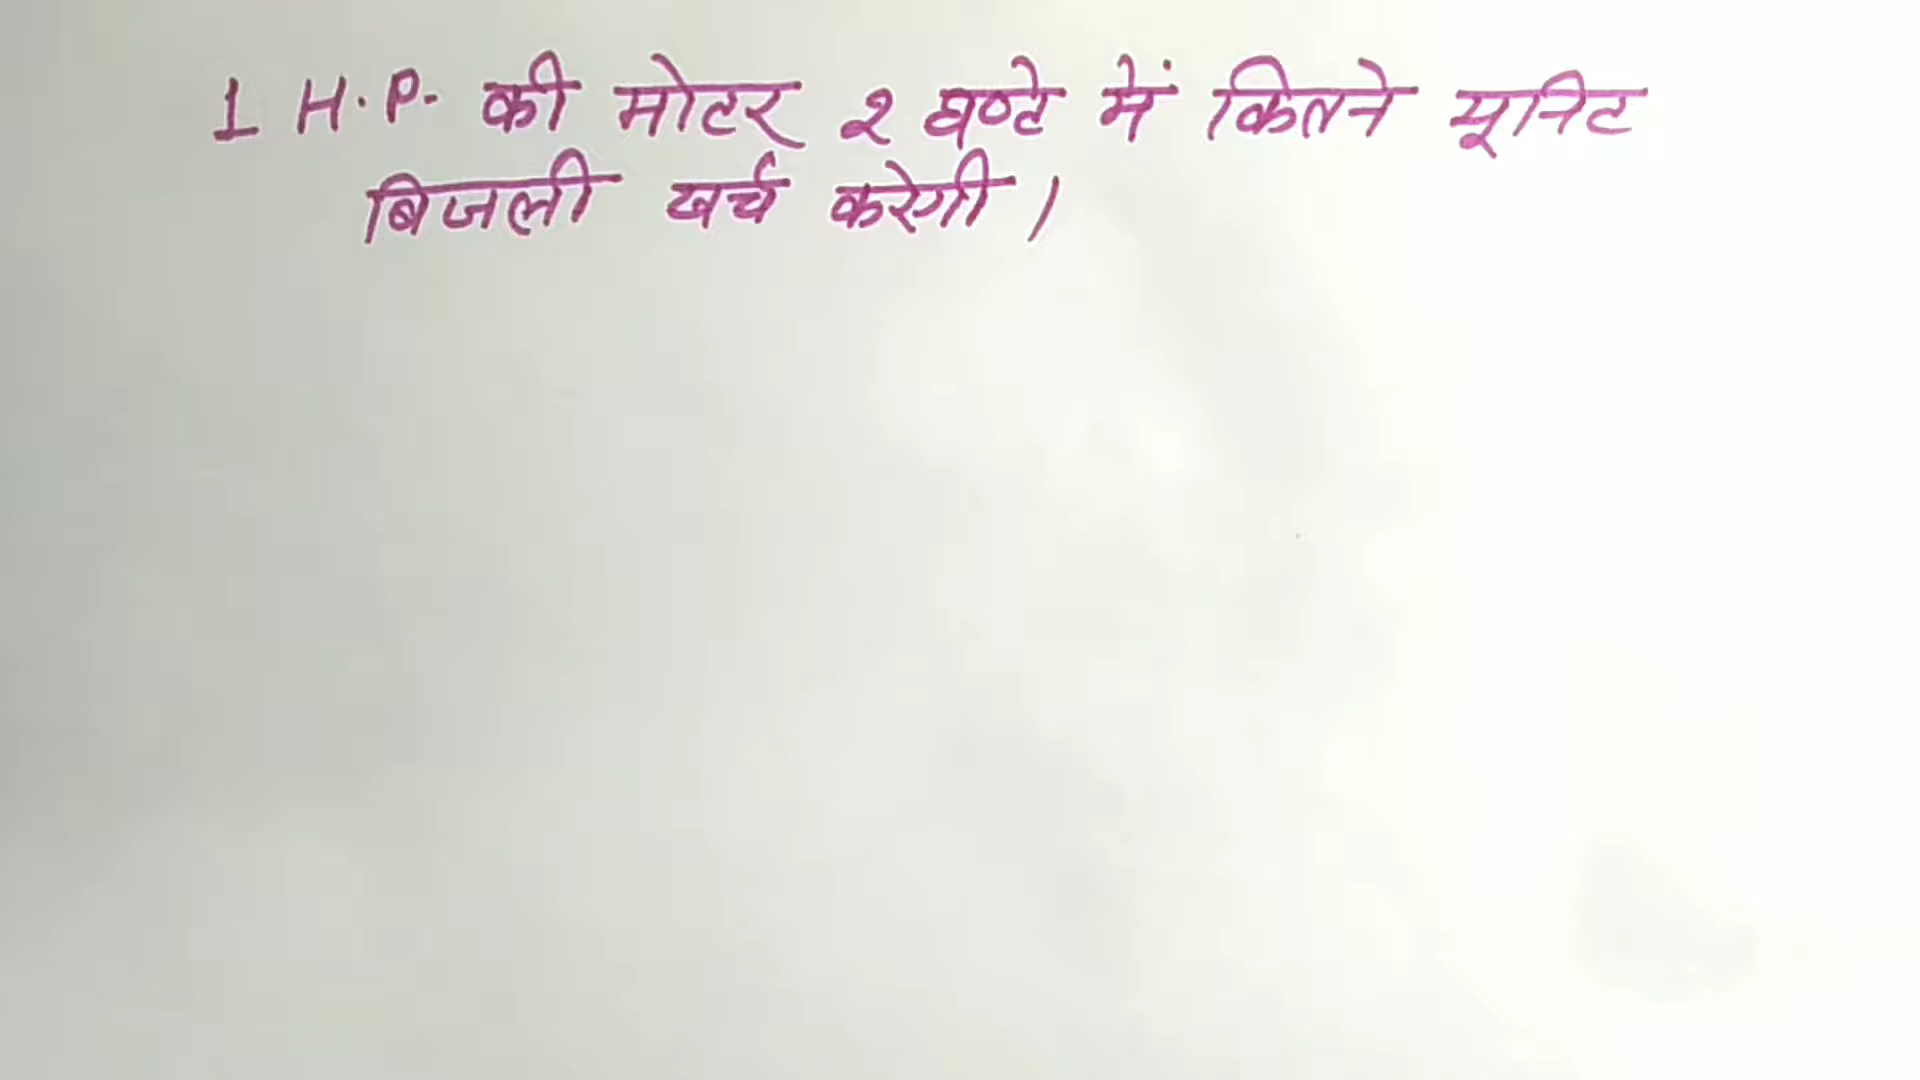 1 H.P. की मोटर 2 घण्टे में कितने यूनिट
बिजली खर्च करेगी।